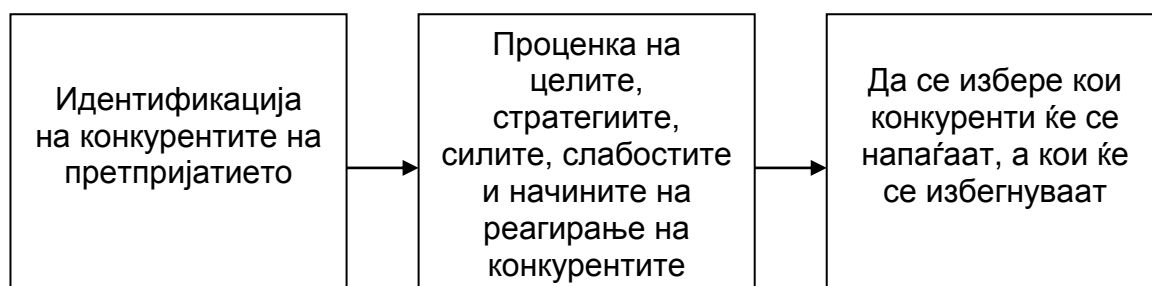 Идентификација
на конкурентите на
претпријатието
Проценка на
целите,
стратегиите,
силите, слабостите
и начините на
реагирање на
конкурентите
Да се избере кои
конкуренти ќе се
напаѓаат, а кои ќе
се избегнуваат